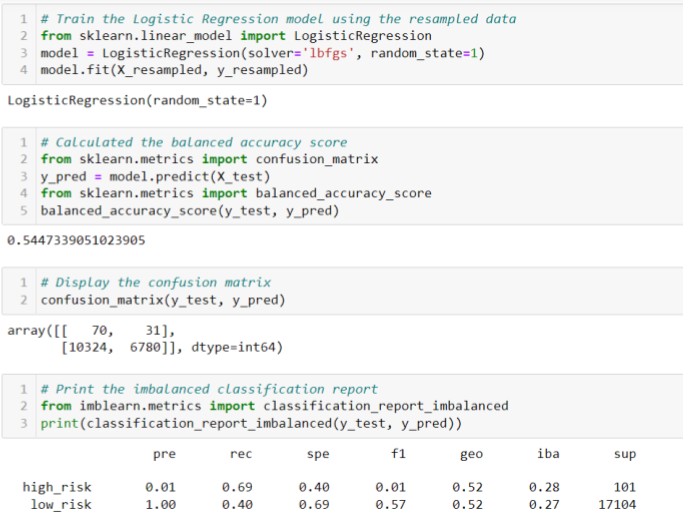 1 # Train the Logistic Regression model using the resampled data
2 from sklearn.linear_model import LogisticRegression
3 model = LogisticRegression(solver='lbfgs', random_state=1)
4 model.fit(X_resampled, y_resampled)
LogisticRegression(random_state=1)
1 # Calculated the balanced accuracy score
2 from sklearn.metrics import confusion_matrix
3 y_pred = model.predict(X_test)
4 from sklearn.metrics import balanced_accuracy_score
5 balanced_accuracy_score(y_test, y_pred)
0.5447339051023905
1 # Display the confusion matrix
2 confusion_matrix(y_test, y_pred)
array([[   70,    31],
       [10324,  6780]], dtype=int64)
1 # Print the imbalanced classification report
2 from imblearn.metrics import classification_report_imbalanced
3 print(classification_report_imbalanced(y_test, y_pred))
pre rec spe f1 geo iba sup
high_risk 0.01 0.69 0.40 0.01 0.52 0.28 101
low_risk 1.00 0.40 0.69 0.57 0.52 0.27 17104